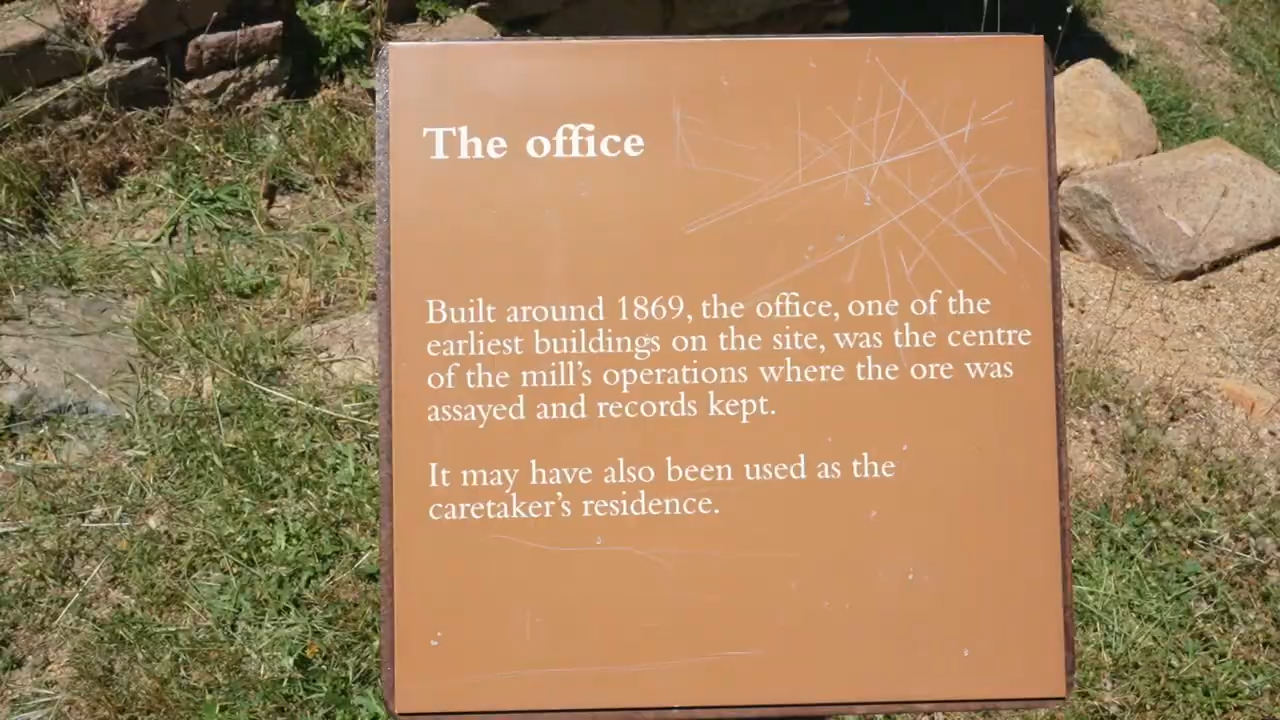 The office
Built around 1869, the office, one of the
earliest buildings on the site, was the centre
of the mill's operations where the ore was
assayed and records kept.
It may have also been used as the
caretaker's residence.